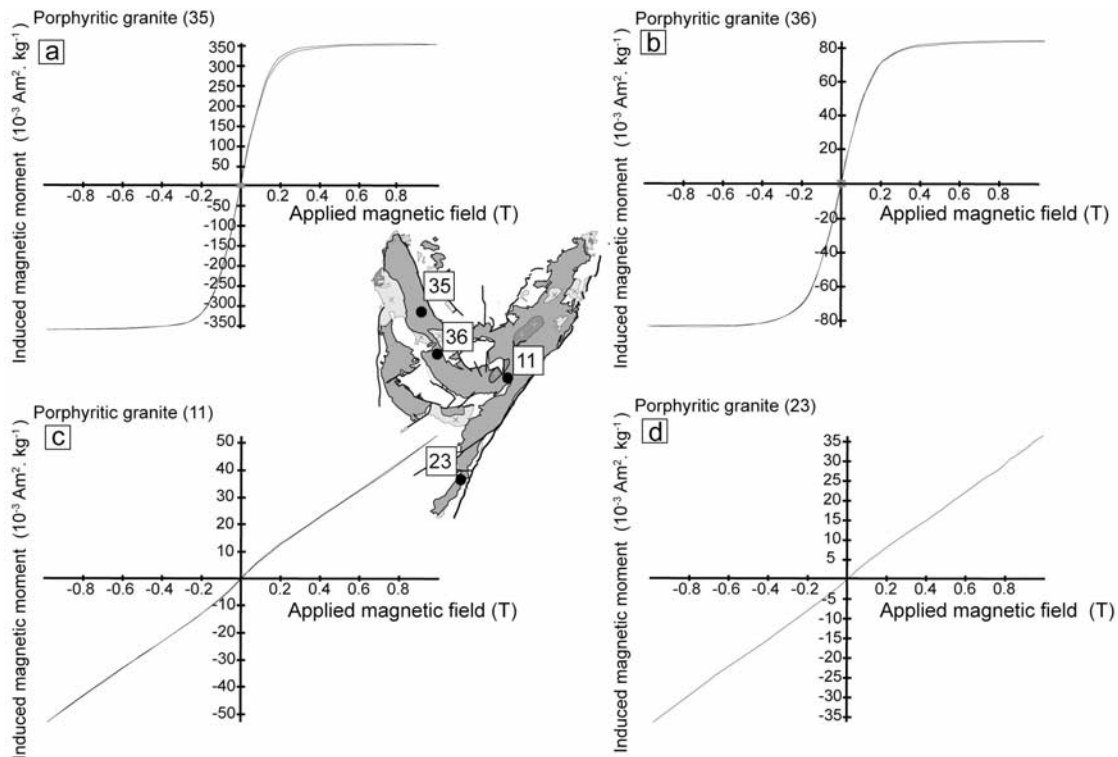 Porphyritic granite (35)
a
Induced magnetic moment (10⁻³ Am². kg⁻¹)
350
300
250
200
150
100
50
-0.8 -0.6 -0.4 -0.2 0.2 0.4 0.6 0.8
Applied magnetic field (T)
-50
-100
-150
-200
-250
-300
-350
Porphyritic granite (36)
b
Induced magnetic moment (10⁻³ Am². kg⁻¹)
80
60
40
20
-0.8 -0.6 -0.4 -0.2 0.2 0.4 0.6 0.8
Applied magnetic field (T)
-20
-40
-60
-80
35
36
11
23
Porphyritic granite (11)
c
Induced magnetic moment (10⁻³ Am². kg⁻¹)
50
40
30
20
10
-0.8 -0.6 -0.4 -0.2 0.2 0.4 0.6 0.8
Applied magnetic field (T)
-10
-20
-30
-40
-50
Porphyritic granite (23)
d
Induced magnetic moment (10⁻³ Am². kg⁻¹)
35
30
25
20
15
10
5
-0.8 -0.6 -0.4 -0.2 0.2 0.4 0.6 0.8
Applied magnetic field (T)
-5
-10
-15
-20
-25
-30
-35